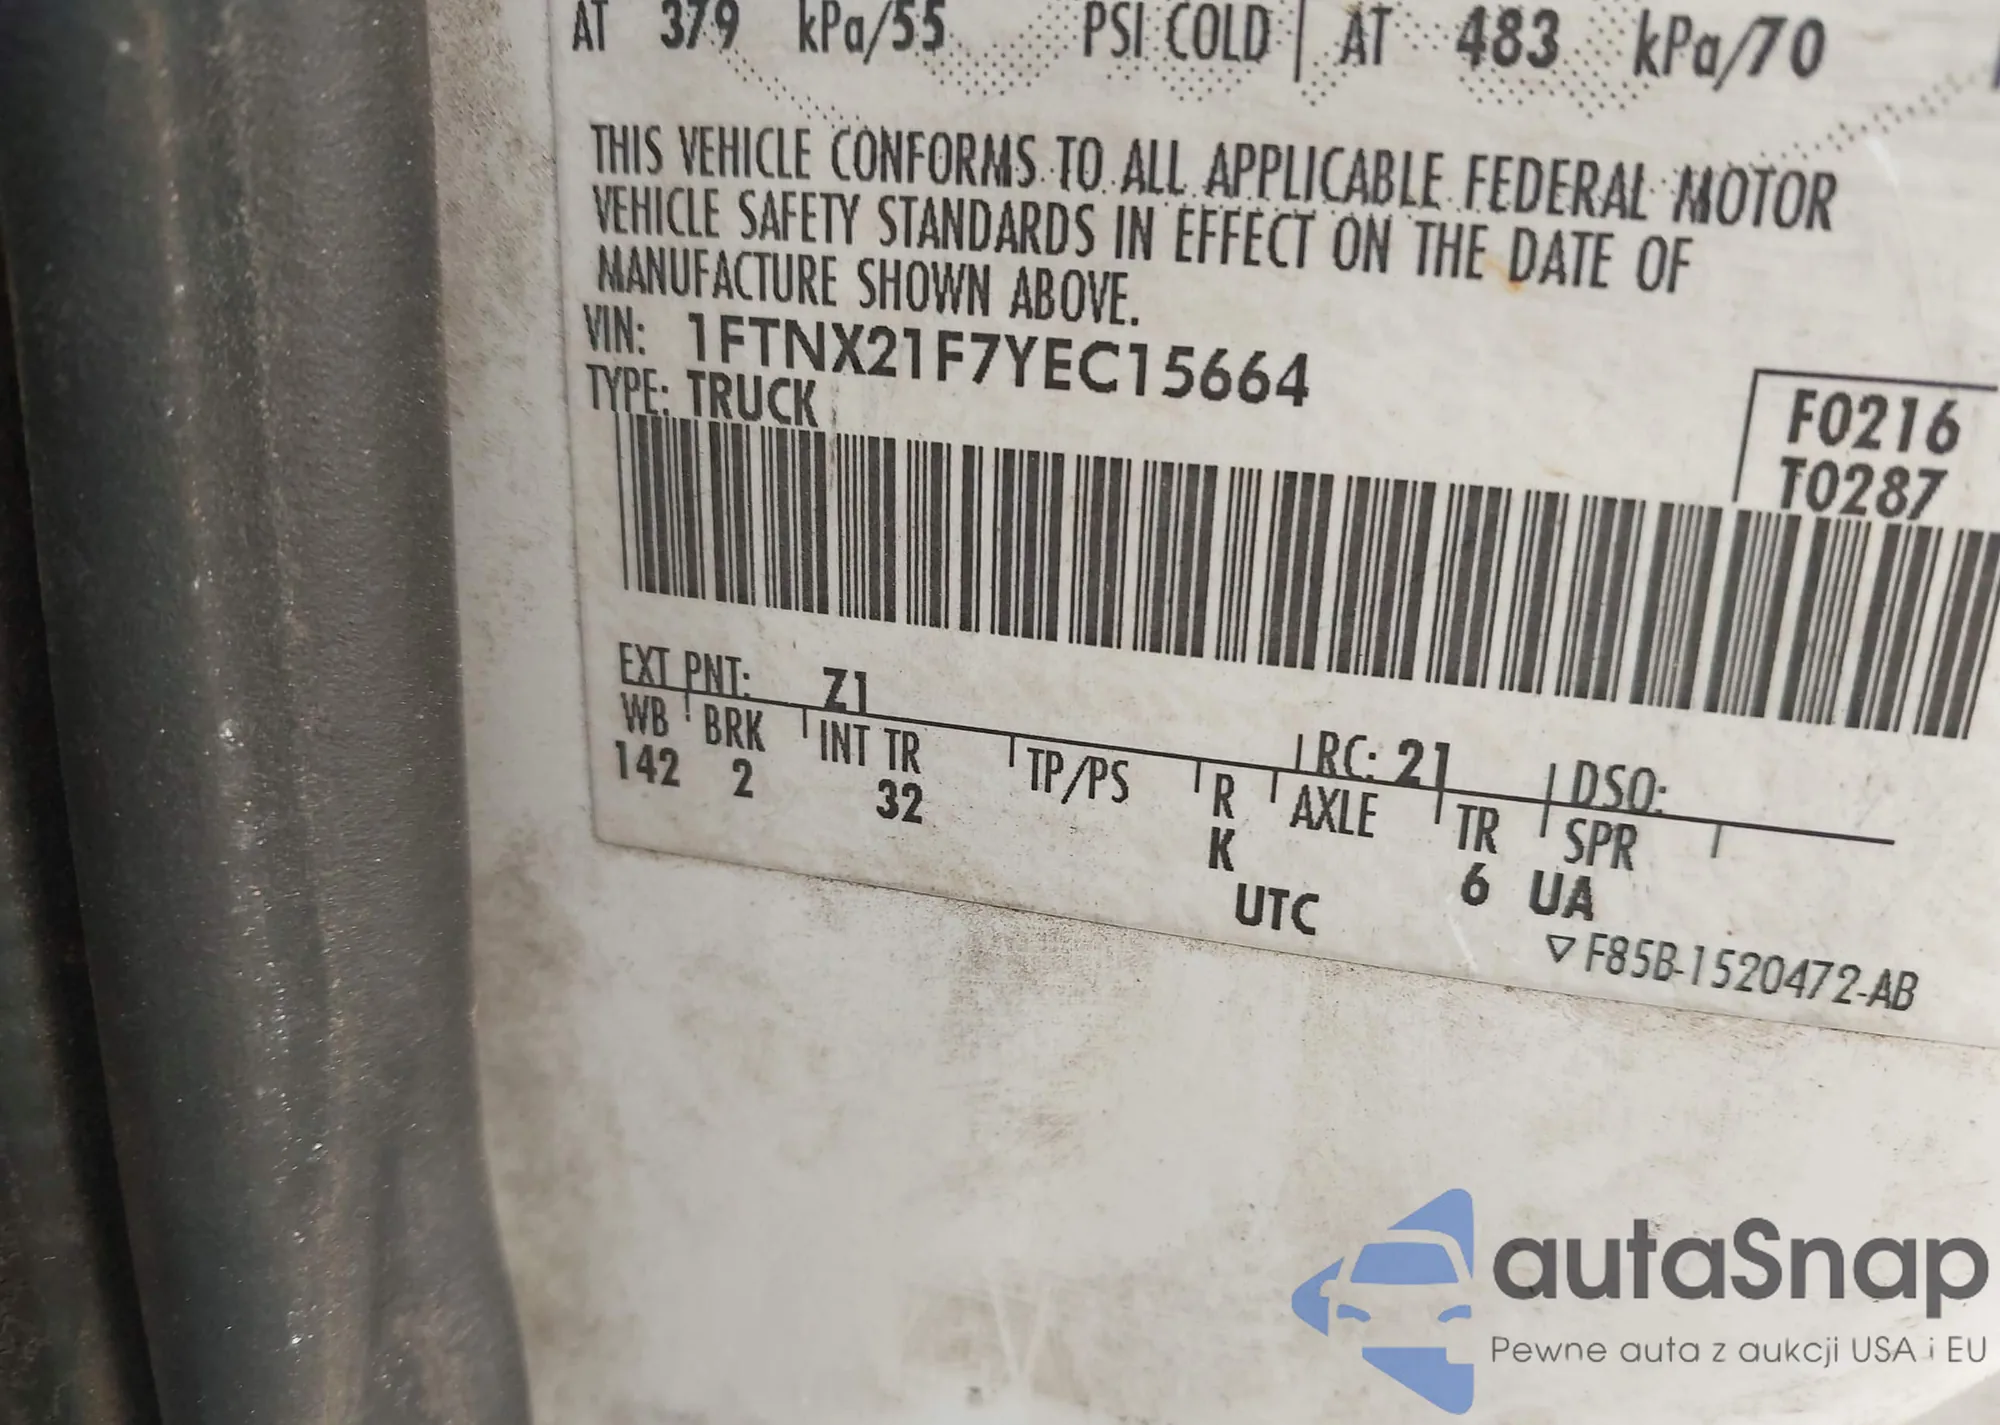 AT 379 kPa/55 PSI COLD AT 483 kPa/70
THIS VEHICLE CONFORMS TO ALL APPLICABLE FEDERAL MOTOR
VEHICLE SAFETY STANDARDS IN EFFECT ON THE DATE OF
MANUFACTURE SHOWN ABOVE.
VIN: 1FTNX21F7YEC15664
TYPE: TRUCK
F0216
T0287
EXT PNT: Z1 RC: 21 DSO:
WB BRK INT TR TP/PS R AXLE TR SPR
142 2 32 K 6 UA
UTC
▽ F85B-1520472-AB
autaSnap
Pewne auta z aukcji USA i EU